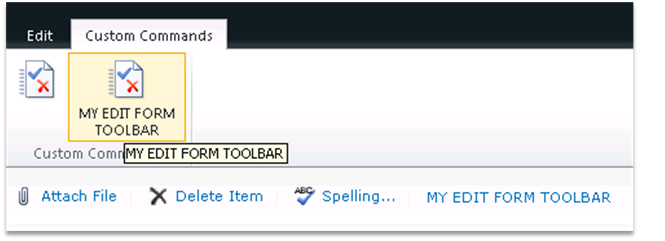 Edit Custom Commands
MY EDIT FORM
TOOLBAR
Custom Comm
MY EDIT FORM TOOLBAR
Attach File Delete Item ABC Spelling... MY EDIT FORM TOOLBAR